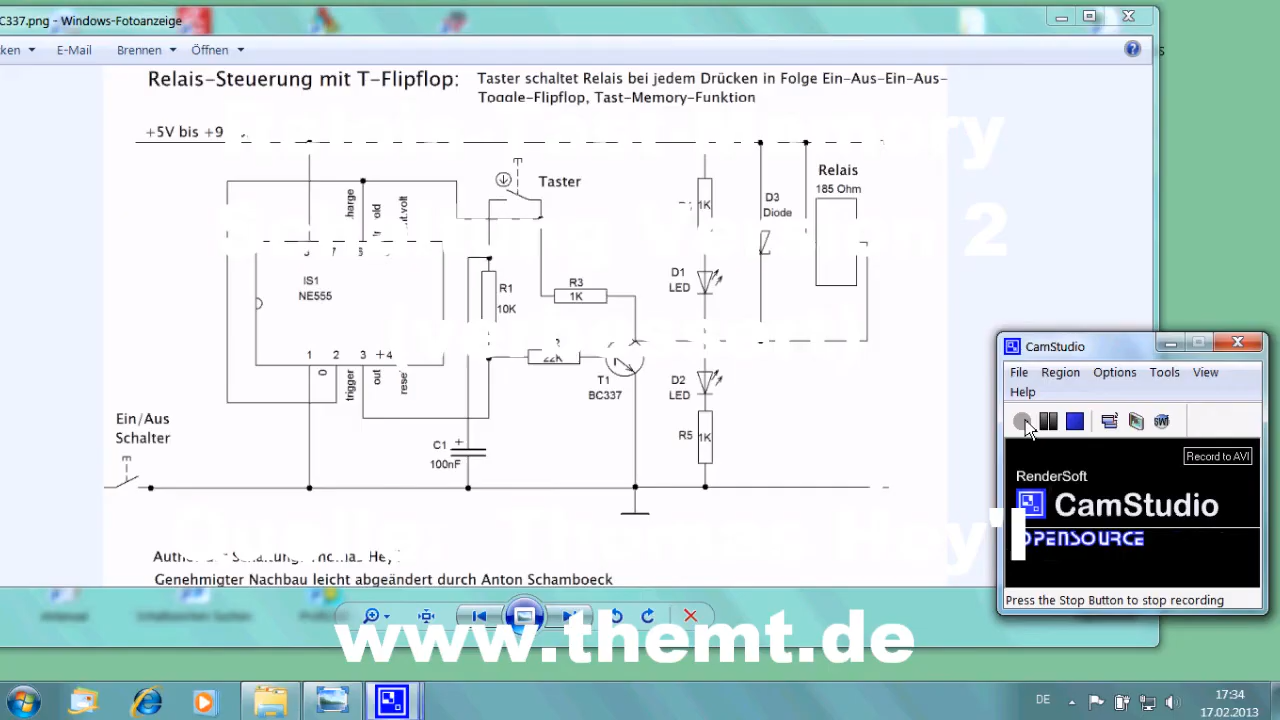 C337.png - Windows-Fotoanzeige
cken
E-Mail
Brennen
Öffnen
Relais-Steuerung mit T-Flipflop:
Taster schaltet Relais bei jedem Drücken in Folge Ein-Aus-Ein-Aus-
Toggle-Flipflop, Tast-Memory-Funktion
+5V bis +9
Taster
Relais
185 Ohm
D3
Diode
1K
IS1
NE555
R1
10K
R3
1K
D1
LED
2
1 2 3 +4
0
trigger
out
22K
T1
BC337
D2
LED
R5
1K
Ein/Aus
Schalter
C1
+
100nF
Genehmigter Nachbau leicht abgeändert durch Anton Schamboeck
www.themt.de
CamStudio
File Region Options Tools View
Help
Record to AVI
RenderSoft
CamStudio
OPENSOURCE
Press the Stop Button to stop recording
DE
17:34
17.02.2013